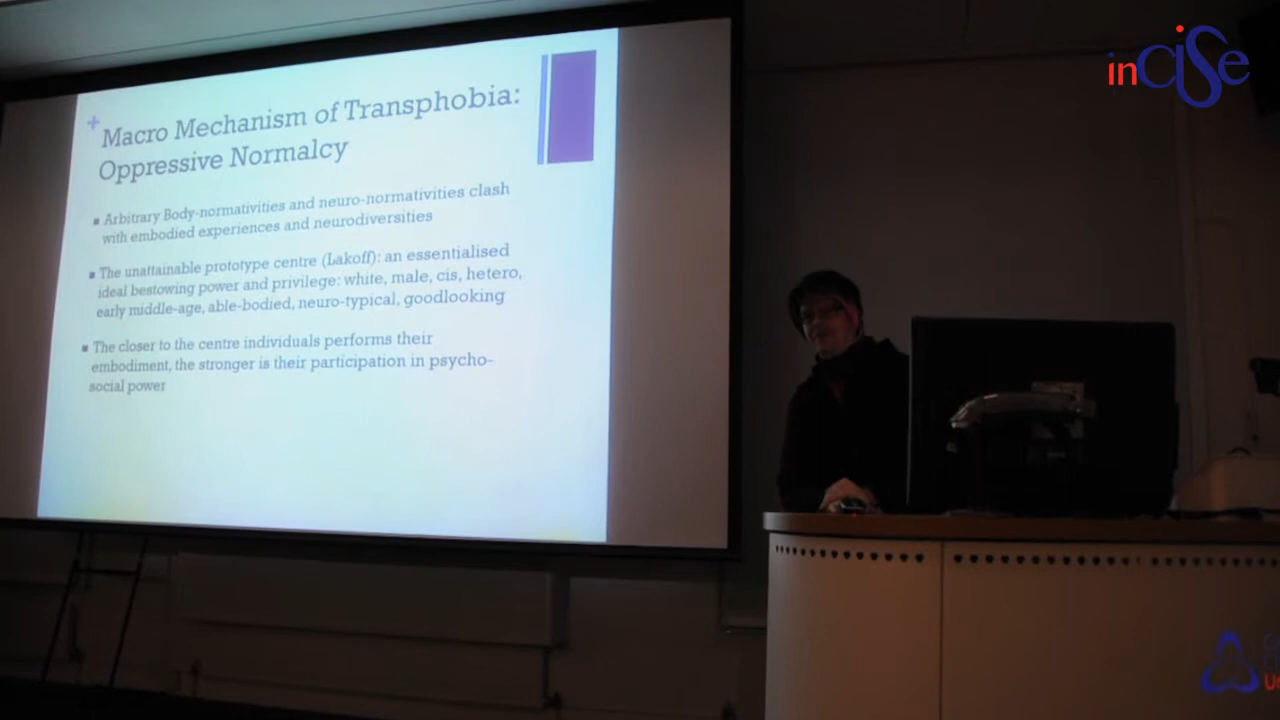 inCISE
+
Macro Mechanism of Transphobia:
Oppressive Normalcy
▪ Arbitrary Body-normativities and neuro-normativities clash
with embodied experiences and neurodiversities
▪ The unattainable prototype centre (Lakoff): an essentialised
ideal bestowing power and privilege: white, male, cis, hetero,
early middle-age, able-bodied, neuro-typical, goodlooking
▪ The closer to the centre individuals performs their
embodiment, the stronger is their participation in psycho-
social power